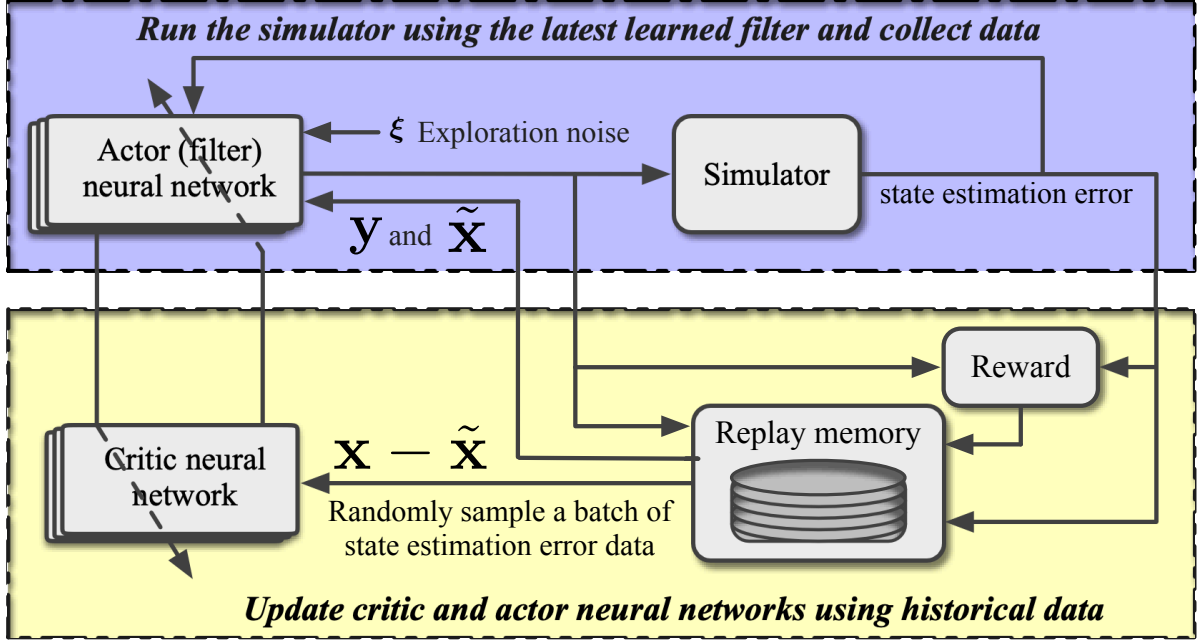 Run the simulator using the latest learned filter and collect data
Actor (filter)
neural network
ξ Exploration noise
Simulator
state estimation error
y and x̃
Reward
Replay memory
Critic neural
network
x − x̃
Randomly sample a batch of
state estimation error data
Update critic and actor neural networks using historical data